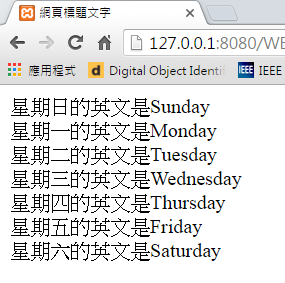 網頁標題文字
127.0.0.1:8080/WE
應用程式
d Digital Object Identif
IEEE IEEE
星期日的英文是Sunday
星期一的英文是Monday
星期二的英文是Tuesday
星期三的英文是Wednesday
星期四的英文是Thursday
星期五的英文是Friday
星期六的英文是Saturday